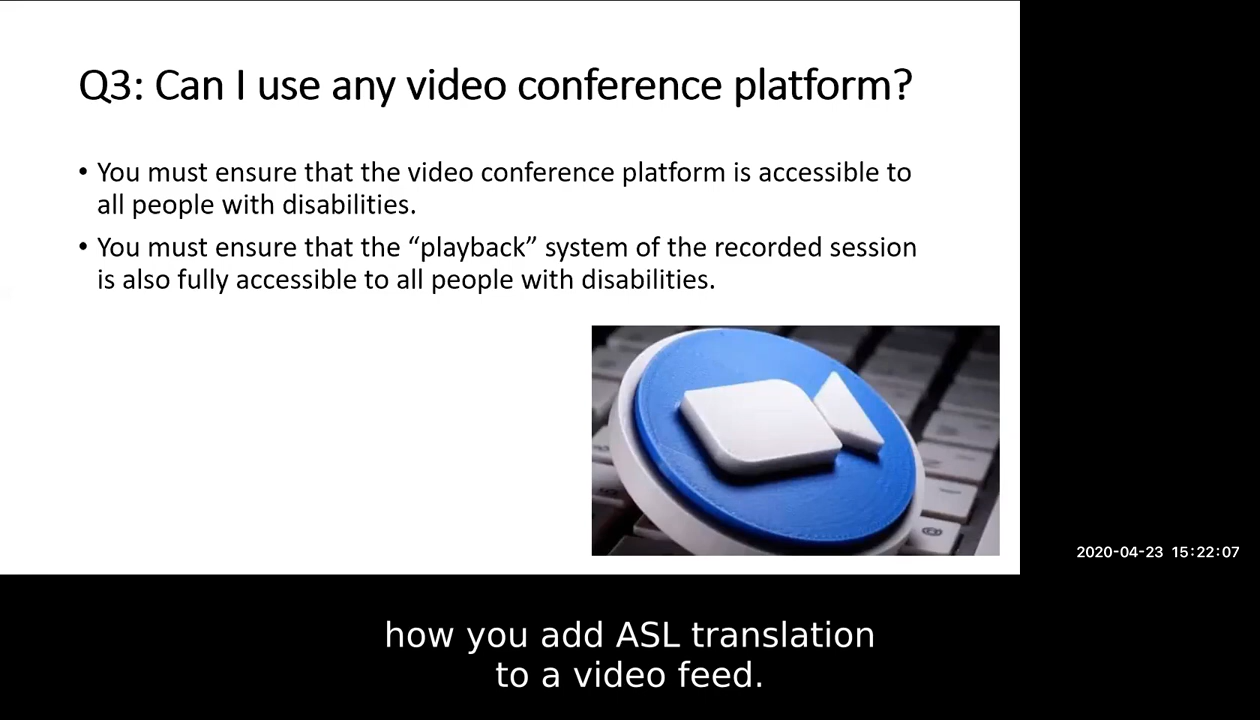 Q3: Can I use any video conference platform?
• You must ensure that the video conference platform is accessible to
all people with disabilities.
• You must ensure that the “playback” system of the recorded session
is also fully accessible to all people with disabilities.
2020-04-23 15:22:07
how you add ASL translation
to a video feed.